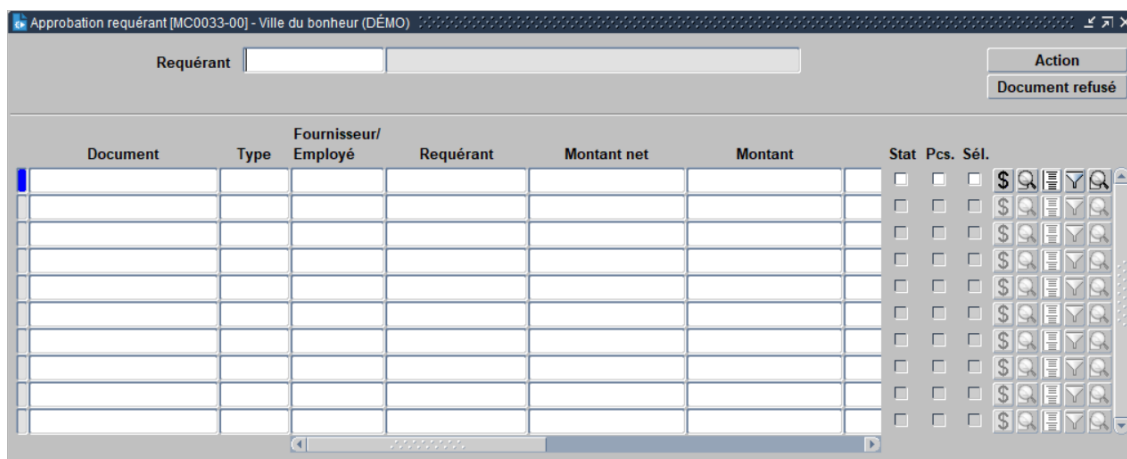 Approbation requérant [MC0033-00] - Ville du bonheur (DÉMO)
Requérant
Action
Document refusé
Document Type Fournisseur/ Employé Requérant Montant net Montant Stat Pcs. Sél.
$
$
$
$
$
$
$
$
$
$